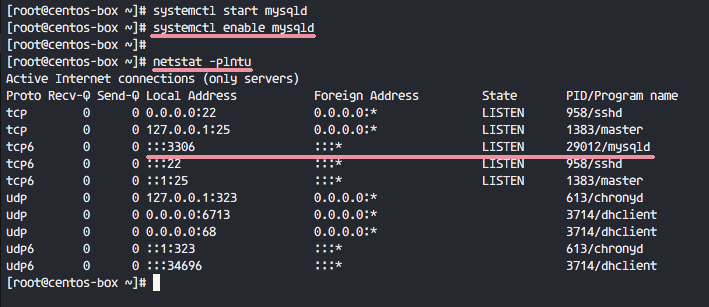 [root@centos-box ~]# systemctl start mysqld
[root@centos-box ~]# systemctl enable mysqld
[root@centos-box ~]#
[root@centos-box ~]# netstat -plntu
Active Internet connections (only servers)
Proto Recv-Q Send-Q Local Address           Foreign Address         State       PID/Program name
tcp        0      0 0.0.0.0:22              0.0.0.0:*               LISTEN      958/sshd
tcp        0      0 127.0.0.1:25            0.0.0.0:*               LISTEN      1383/master
tcp6       0      0 :::3306                 :::*                    LISTEN      29012/mysqld
tcp6       0      0 :::22                   :::*                    LISTEN      958/sshd
tcp6       0      0 ::1:25                  :::*                    LISTEN      1383/master
udp        0      0 127.0.0.1:323           0.0.0.0:*                           613/chronyd
udp        0      0 0.0.0.0:6713            0.0.0.0:*                           3714/dhclient
udp        0      0 0.0.0.0:68              0.0.0.0:*                           3714/dhclient
udp6       0      0 ::1:323                 :::*                                613/chronyd
udp6       0      0 :::34696                :::*                                3714/dhclient
[root@centos-box ~]#